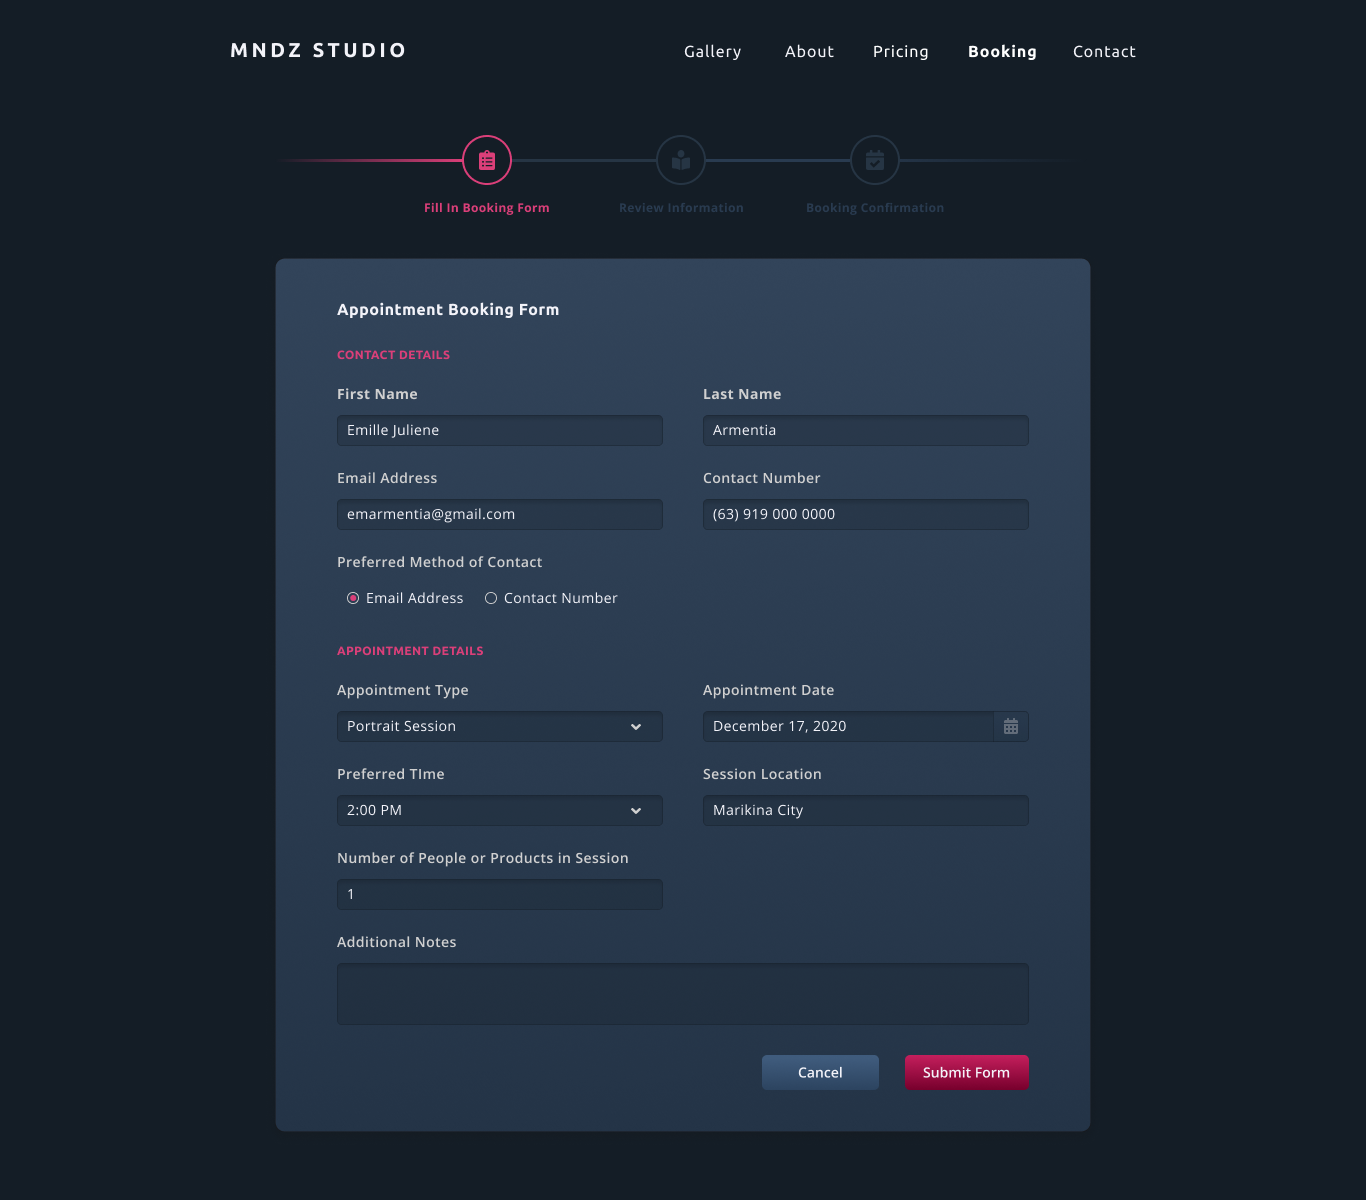 MNDZ STUDIO
Gallery About Pricing Booking Contact
Fill In Booking Form Review Information Booking Confirmation
Appointment Booking Form
CONTACT DETAILS
First Name Last Name
Emille Juliene Armentia
Email Address Contact Number
emarmentia@gmail.com (63) 919 000 0000
Preferred Method of Contact
Email Address Contact Number
APPOINTMENT DETAILS
Appointment Type Appointment Date
Portrait Session December 17, 2020
Preferred TIme Session Location
2:00 PM Marikina City
Number of People or Products in Session
1
Additional Notes
Cancel Submit Form